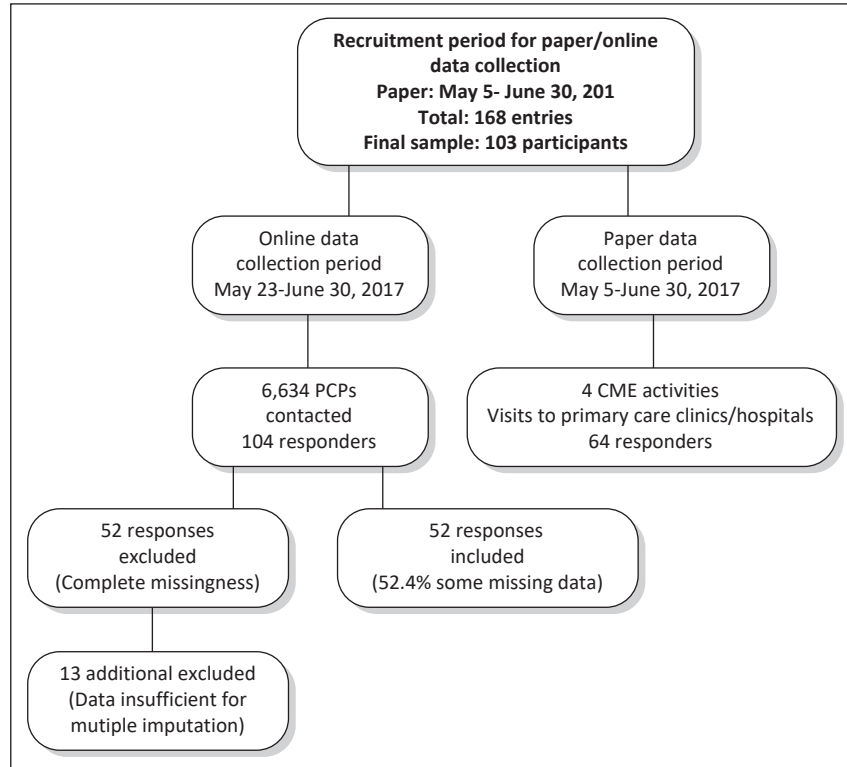 Recruitment period for paper/online
data collection
Paper: May 5- June 30, 201
Total: 168 entries
Final sample: 103 participants
Online data
collection period
May 23-June 30, 2017
Paper data
collection period
May 5-June 30, 2017
6,634 PCPs
contacted
104 responders
4 CME activities
Visits to primary care clinics/hospitals
64 responders
52 responses
excluded
(Complete missingness)
52 responses
included
(52.4% some missing data)
13 additional excluded
(Data insufficient for
mutiple imputation)